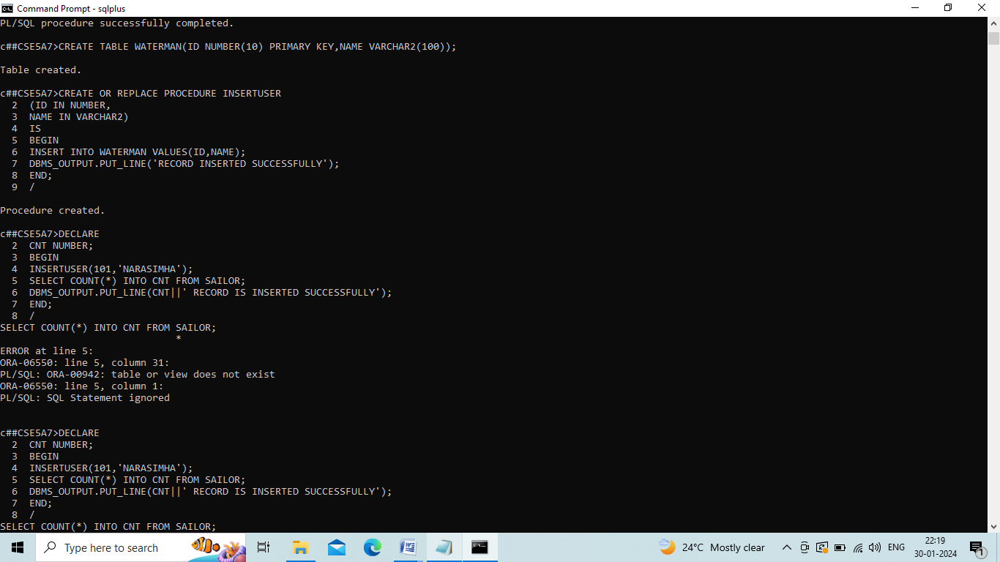 Command Prompt - sqlplus
PL/SQL procedure successfully completed.
c##CSE5A7>CREATE TABLE WATERMAN(ID NUMBER(10) PRIMARY KEY,NAME VARCHAR2(100));
Table created.
c##CSE5A7>CREATE OR REPLACE PROCEDURE INSERTUSER
2 (ID IN NUMBER,
3 NAME IN VARCHAR2)
4 IS
5 BEGIN
6 INSERT INTO WATERMAN VALUES(ID,NAME);
7 DBMS_OUTPUT.PUT_LINE('RECORD INSERTED SUCCESSFULLY');
8 END;
9 /
Procedure created.
c##CSE5A7>DECLARE
2 CNT NUMBER;
3 BEGIN
4 INSERTUSER(101,'NARASIMHA');
5 SELECT COUNT(*) INTO CNT FROM SAILOR;
6 DBMS_OUTPUT.PUT_LINE(CNT||' RECORD IS INSERTED SUCCESSFULLY');
7 END;
8 /
SELECT COUNT(*) INTO CNT FROM SAILOR;
*
ERROR at line 5:
ORA-06550: line 5, column 31:
PL/SQL: ORA-00942: table or view does not exist
ORA-06550: line 5, column 1:
PL/SQL: SQL Statement ignored
c##CSE5A7>DECLARE
2 CNT NUMBER;
3 BEGIN
4 INSERTUSER(101,'NARASIMHA');
5 SELECT COUNT(*) INTO CNT FROM SAILOR;
6 DBMS_OUTPUT.PUT_LINE(CNT||' RECORD IS INSERTED SUCCESSFULLY');
7 END;
8 /
SELECT COUNT(*) INTO CNT FROM SAILOR;
Type here to search
24°C Mostly clear
ENG
22:19
30-01-2024
1